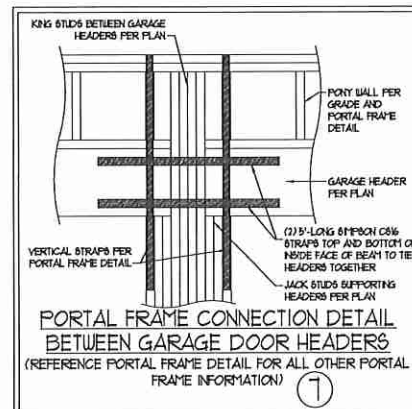 KING STUDS BETWEEN GARAGE
HEADERS PER PLAN
PONY WALL PER
GRADE AND
PORTAL FRAME
DETAIL
GARAGE HEADER
PER PLAN
(2) 5'-LONG SIMPSON CS16
STRAPS TOP AND BOTTOM OF
INSIDE FACE OF BEAM TO TIE
HEADERS TOGETHER
VERTICAL STRAPS PER
PORTAL FRAME DETAIL
JACK STUDS SUPPORTING
HEADERS PER PLAN
PORTAL FRAME CONNECTION DETAIL
BETWEEN GARAGE DOOR HEADERS
(REFERENCE PORTAL FRAME DETAIL FOR ALL OTHER PORTAL
FRAME INFORMATION)
7